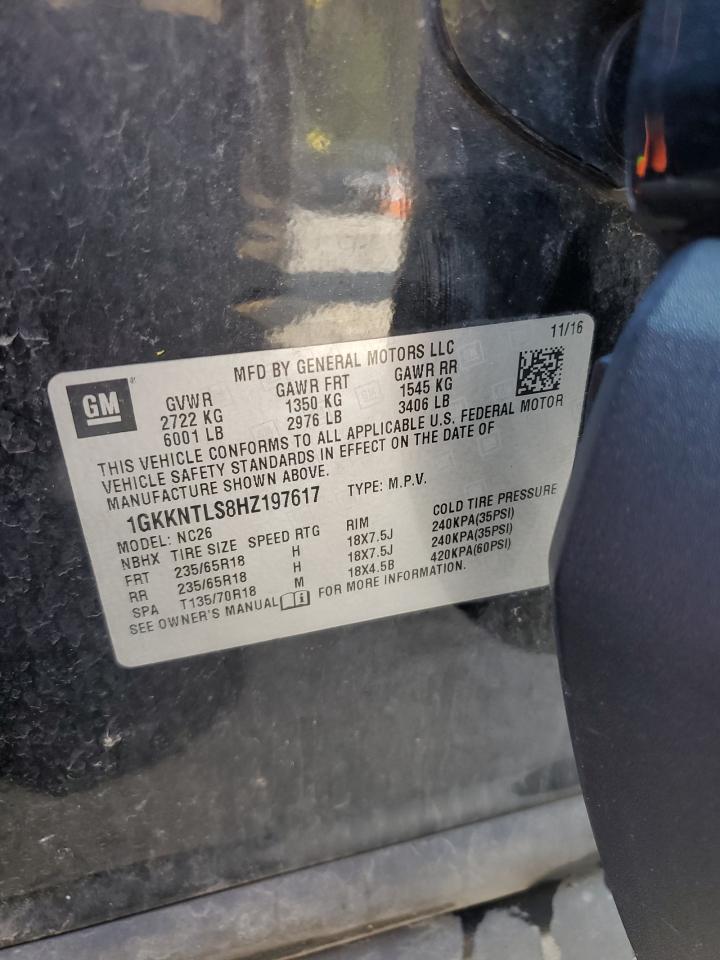 11/16
MFD BY GENERAL MOTORS LLC
GM
GVWR GAWR FRT GAWR RR
2722 KG 1350 KG 1545 KG
6001 LB 2976 LB 3406 LB
THIS VEHICLE CONFORMS TO ALL APPLICABLE U.S. FEDERAL MOTOR
VEHICLE SAFETY STANDARDS IN EFFECT ON THE DATE OF
MANUFACTURE SHOWN ABOVE.
1GKKNTLS8HZ197617 TYPE: M.P.V.
MODEL: NC26
NBHX TIRE SIZE SPEED RTG RIM COLD TIRE PRESSURE
FRT 235/65R18 H 18X7.5J 240KPA(35PSI)
RR 235/65R18 H 18X7.5J 240KPA(35PSI)
SPA T135/70R18 M 18X4.5B 420KPA(60PSI)
SEE OWNER'S MANUAL FOR MORE INFORMATION.